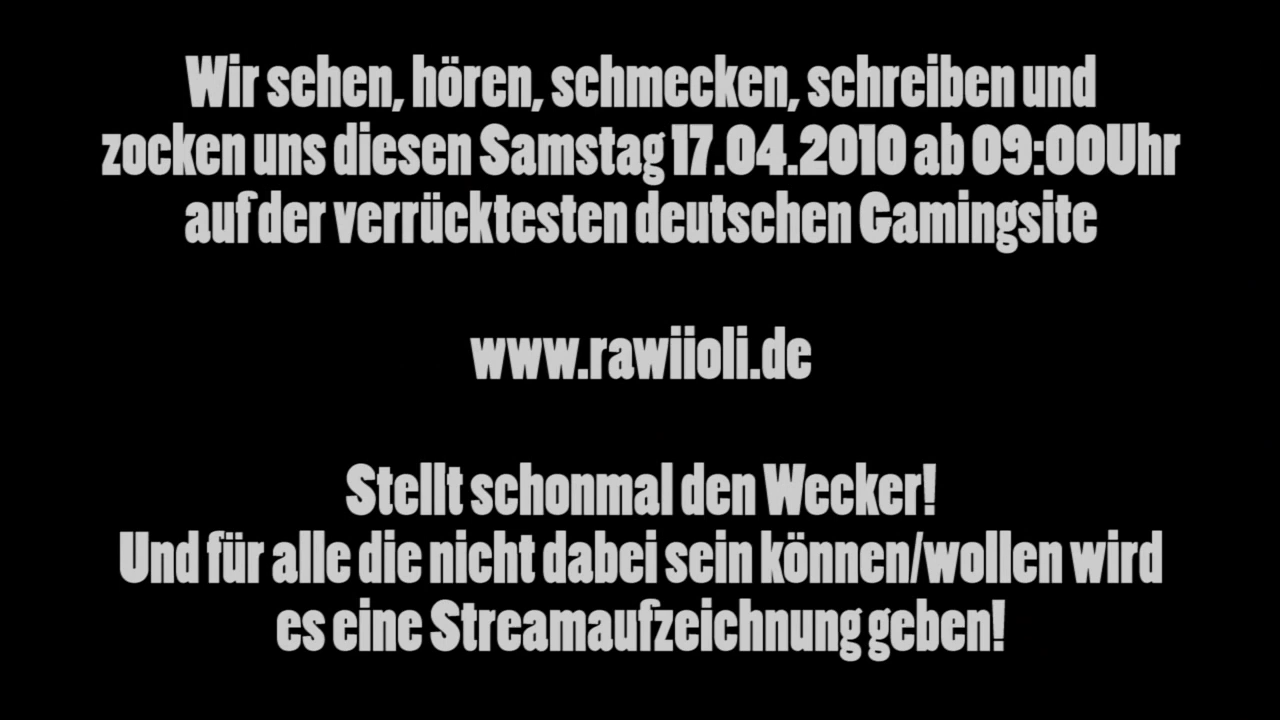 Wir sehen, hören, schmecken, schreiben und
zocken uns diesen Samstag 17.04.2010 ab 09:00Uhr
auf der verrücktesten deutschen Gamingsite
www.rawiioli.de
Stellt schonmal den Wecker!
Und für alle die nicht dabei sein können/wollen wird
es eine Streamaufzeichnung geben!